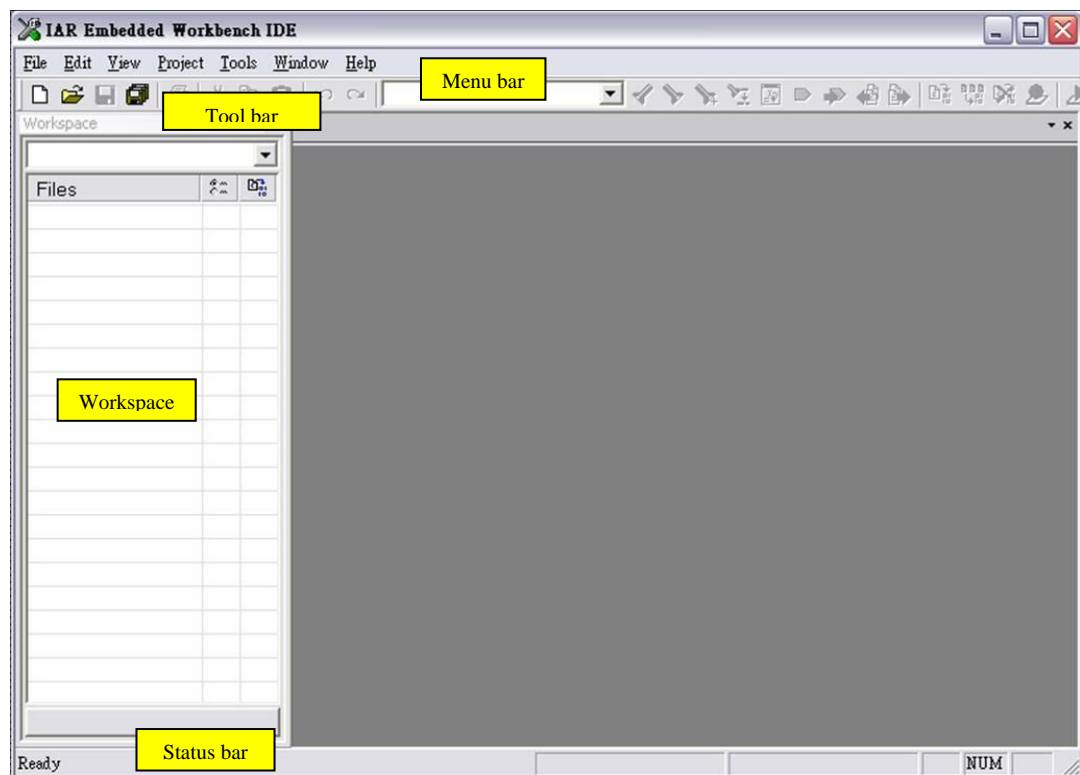 IAR Embedded Workbench IDE
File Edit View Project Tools Window Help
Menu bar
Tool bar
Workspace
Files
Workspace
Status bar
Ready
NUM